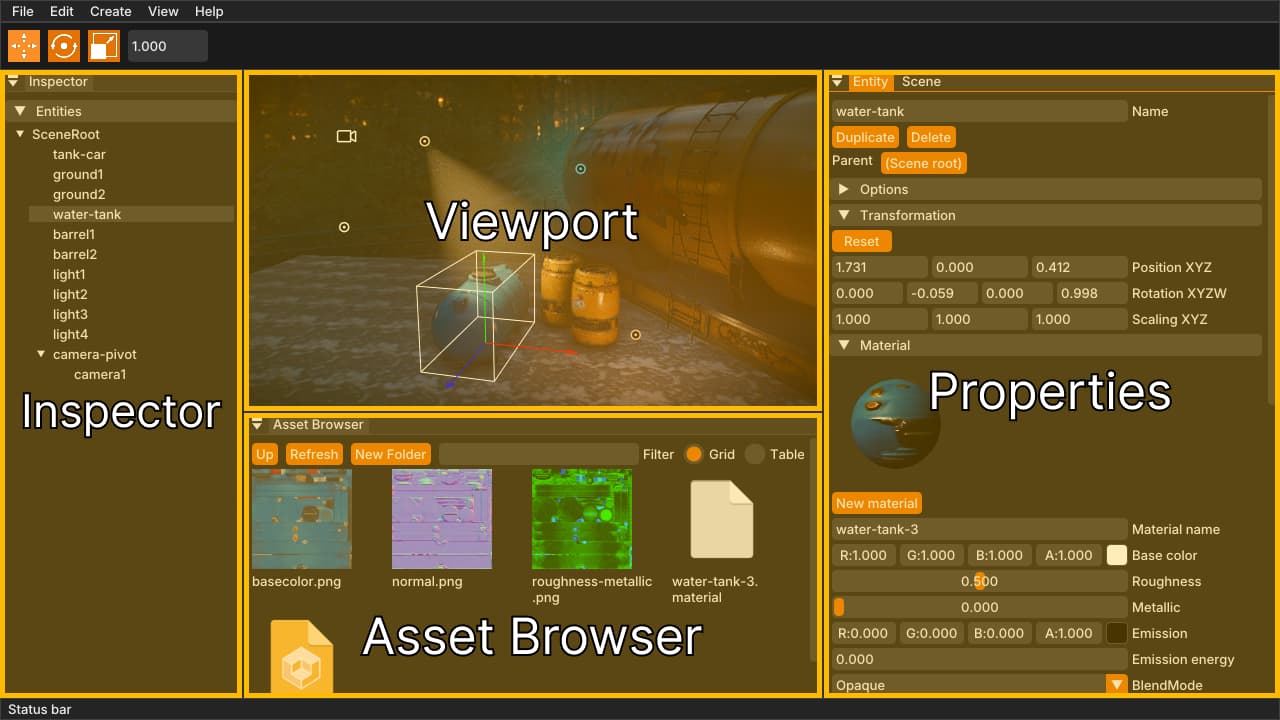 File Edit Create View Help
1.000
Inspector
Entities
SceneRoot
tank-car
ground1
ground2
water-tank
barrel1
barrel2
light1
light2
light3
light4
camera-pivot
camera1
Inspector
Viewport
Asset Browser
Up Refresh New Folder Filter Grid Table
basecolor.png normal.png roughness-metallic water-tank-3.
.png material
Asset Browser
Entity Scene
water-tank Name
Duplicate Delete
Parent (Scene root)
Options
Transformation
Reset
1.731 0.000 0.412 Position XYZ
0.000 -0.059 0.000 0.998 Rotation XYZW
1.000 1.000 1.000 Scaling XYZ
Material
Properties
New material
water-tank-3 Material name
R:1.000 G:1.000 B:1.000 A:1.000 Base color
0.500 Roughness
0.000 Metallic
R:0.000 G:0.000 B:0.000 A:1.000 Emission
0.000 Emission energy
Opaque BlendMode
Status bar